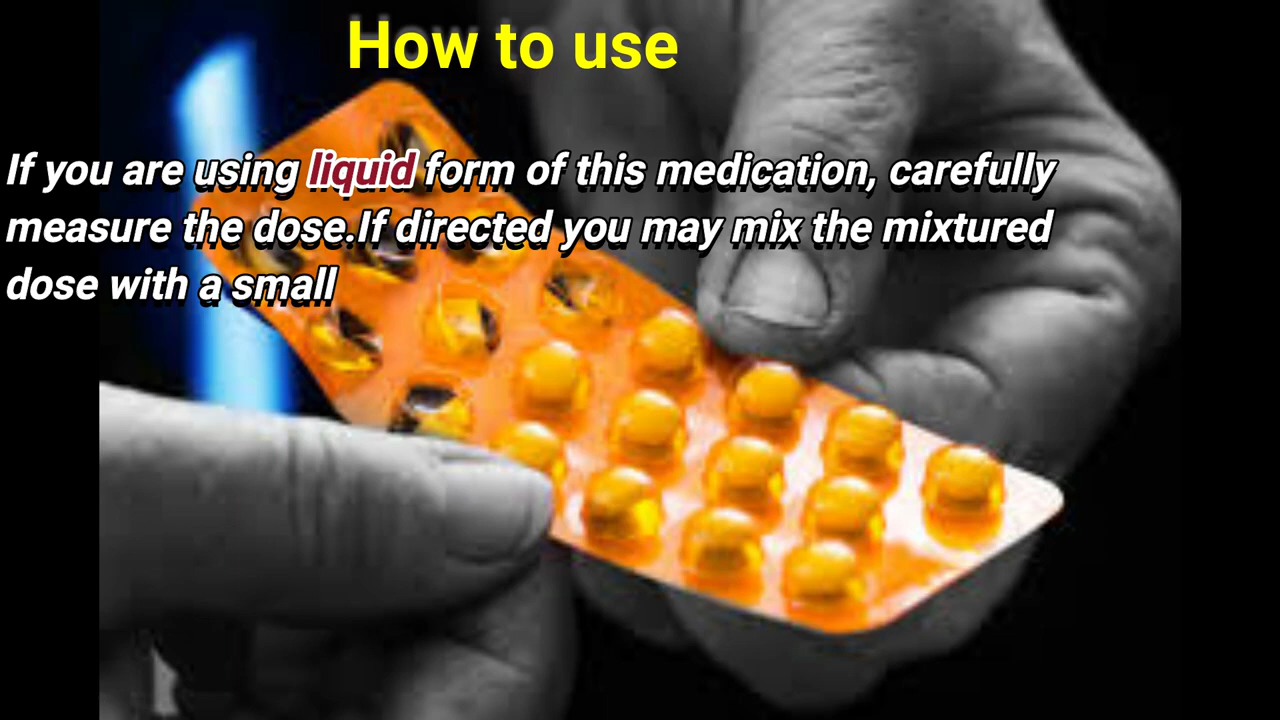 How to use
If you are using liquid form of this medication, carefully
measure the dose.If directed you may mix the mixtured
dose with a small